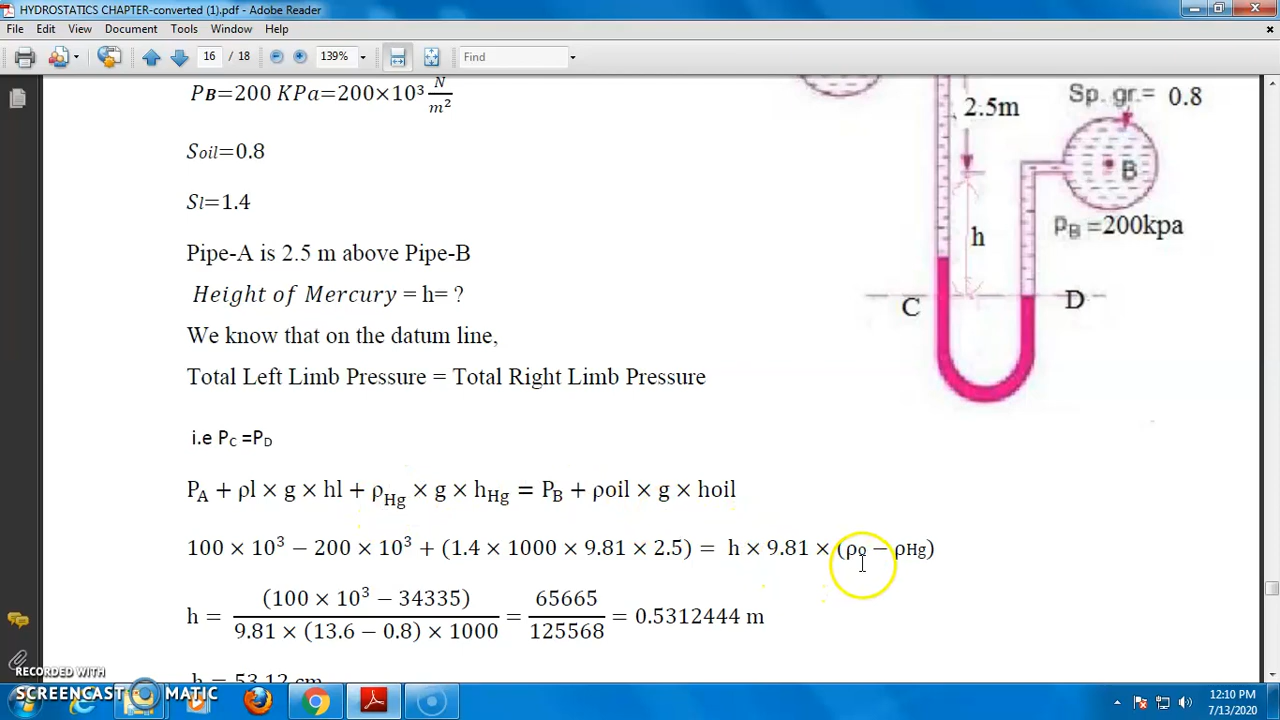 HYDROSTATICS CHAPTER-converted (1).pdf - Adobe Reader
File Edit View Document Tools Window Help
16 / 18 139% Find
P𝑩=200 KPa=200×10³ N/m²
Sp. gr.= 0.8
2.5m
B
Soil=0.8
Sl=1.4
h
pB =200kpa
Pipe-A is 2.5 m above Pipe-B
Height of Mercury = h= ?
C D
We know that on the datum line,
Total Left Limb Pressure = Total Right Limb Pressure
i.e PC =PD
PA + ρl × g × hl + ρHg × g × hHg = PB + ρoil × g × hoil
100 × 10³ − 200 × 10³ + (1.4 × 1000 × 9.81 × 2.5) = h × 9.81 × (ρo − ρHg)
h = (100 × 10³ − 34335) / 9.81 × (13.6 − 0.8) × 1000 = 65665 / 125568 = 0.5312444 m
h = 53.12 cm
RECORDED WITH
SCREENCAST MATIC
12:10 PM
7/13/2020